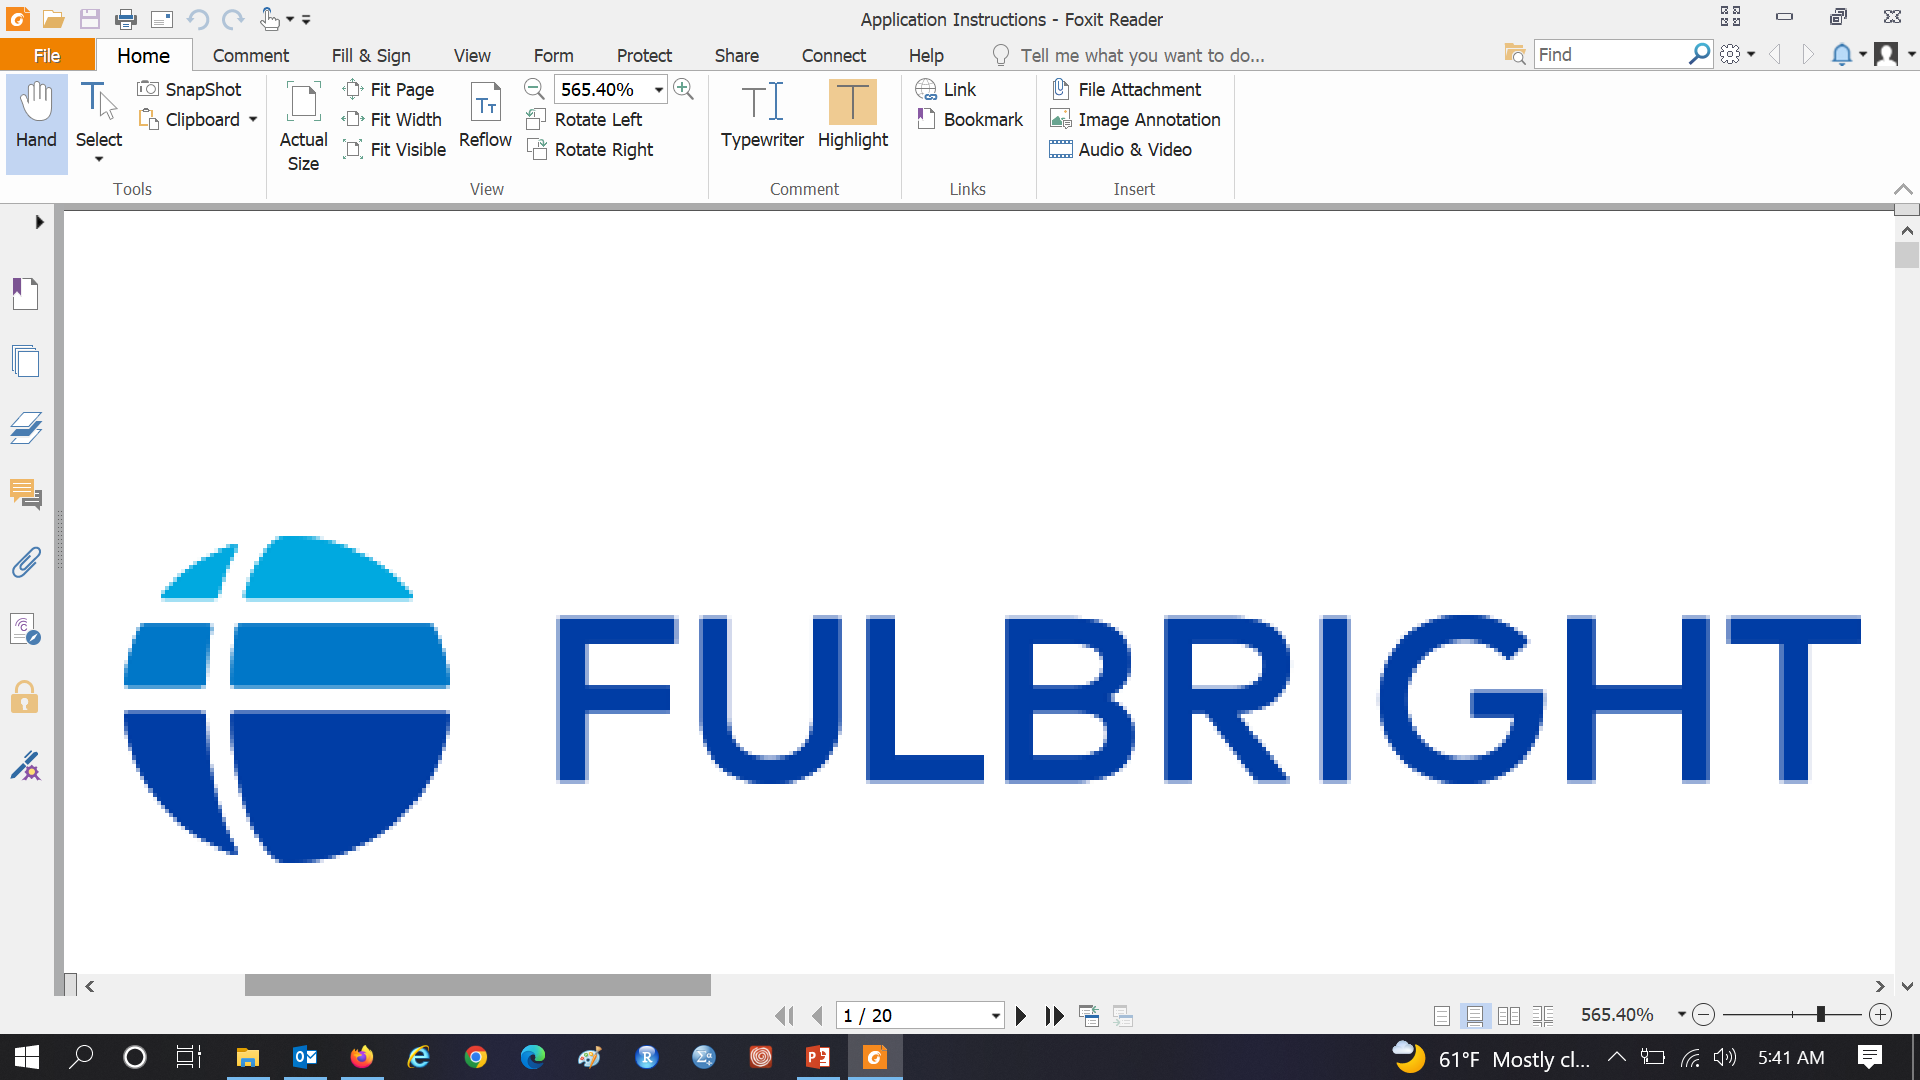 Application Instructions - Foxit Reader
File Home Comment Fill & Sign View Form Protect Share Connect Help Tell me what you want to do... Find
Hand
Select
SnapShot
Clipboard
Tools
Actual Size
Fit Page
Fit Width
Fit Visible
Reflow
565.40%
Rotate Left
Rotate Right
View
Typewriter
Highlight
Comment
Link
Bookmark
Links
File Attachment
Image Annotation
Audio & Video
Insert
FULBRIGHT
1 / 20
565.40%
61°F Mostly cl... 5:41 AM